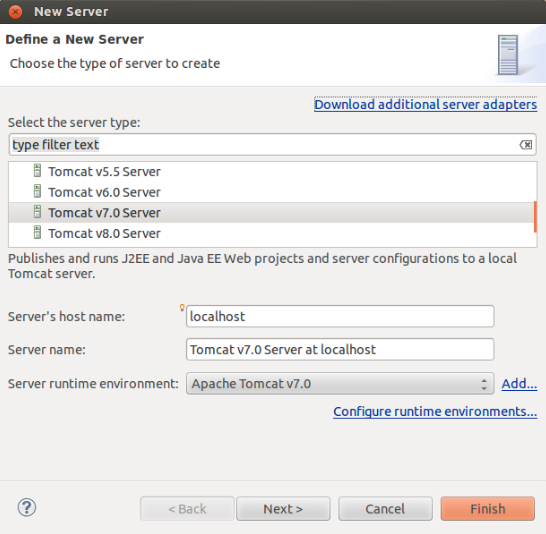 New Server
Define a New Server
Choose the type of server to create
Download additional server adapters
Select the server type:
type filter text
Tomcat v5.5 Server
Tomcat v6.0 Server
Tomcat v7.0 Server
Tomcat v8.0 Server
Publishes and runs J2EE and Java EE Web projects and server configurations to a local
Tomcat server.
Server's host name: localhost
Server name: Tomcat v7.0 Server at localhost
Server runtime environment: Apache Tomcat v7.0 Add...
Configure runtime environments...
? < Back Next > Cancel Finish